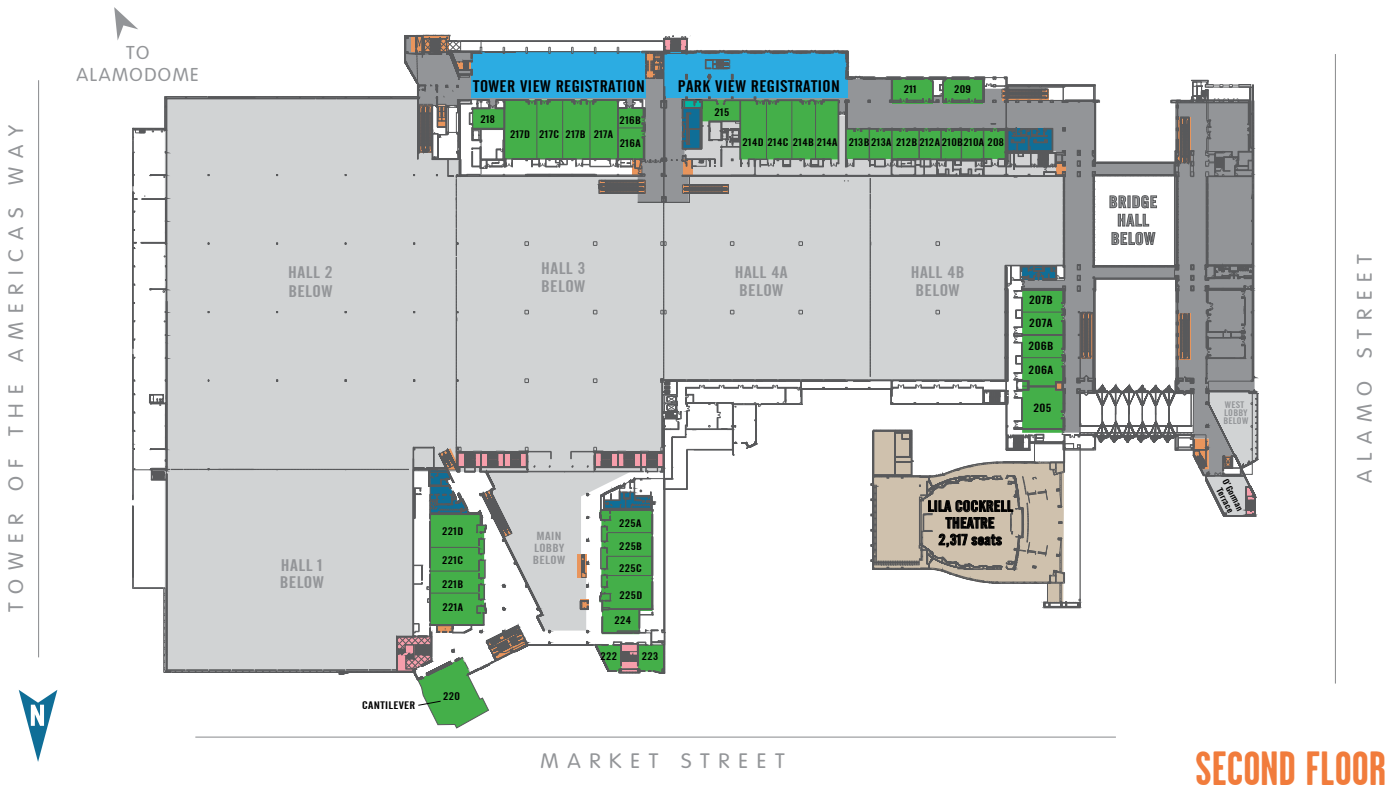 TO
ALAMODOME
TOWER VIEW REGISTRATION
PARK VIEW REGISTRATION
211
209
218
217D
217C
217B
217A
216B
216A
215
214D
214C
214B
214A
213B
213A
212B
212A
210B
210A
208
TOWER OF THE AMERICAS WAY
HALL 2
BELOW
HALL 3
BELOW
HALL 4A
BELOW
HALL 4B
BELOW
BRIDGE
HALL
BELOW
ALAMO STREET
207B
207A
206B
206A
205
WEST
LOBBY
BELOW
O'Gorman
Terrace
LILA COCKRELL
THEATRE
2,317 seats
HALL 1
BELOW
221D
221C
221B
221A
MAIN
LOBBY
BELOW
225A
225B
225C
225D
224
222
223
220
CANTILEVER
N
MARKET STREET
SECOND FLOOR